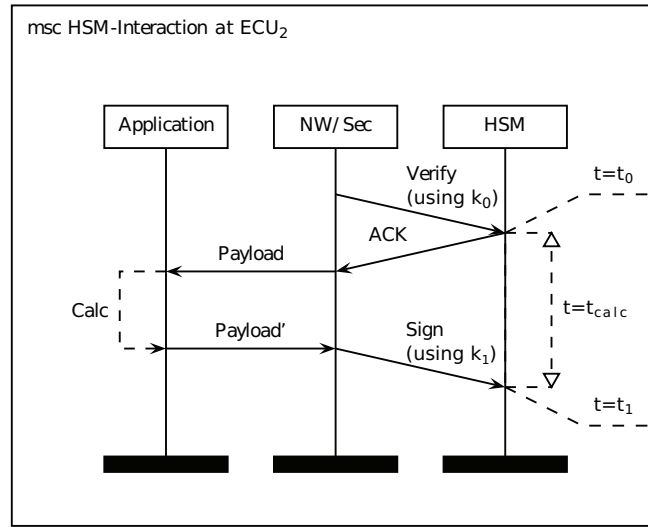 msc HSM-Interaction at ECU₂
Application
NW/Sec
HSM
Verify
(using k₀)
t=t₀
ACK
Payload
Calc
t=t_calc
Payload'
Sign
(using k₁)
t=t₁